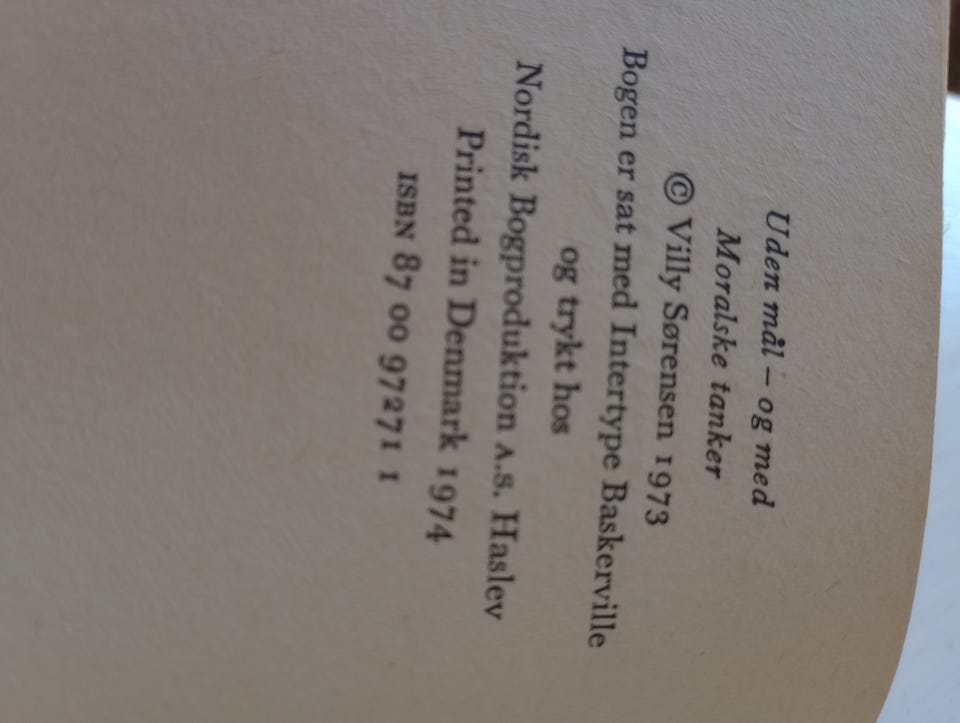 Uden mål – og med
Moralske tanker
© Villy Sørensen 1973
Bogen er sat med Intertype Baskerville
og trykt hos
Nordisk Bogproduktion A.S. Haslev
Printed in Denmark 1974
ISBN 87 00 97271 1